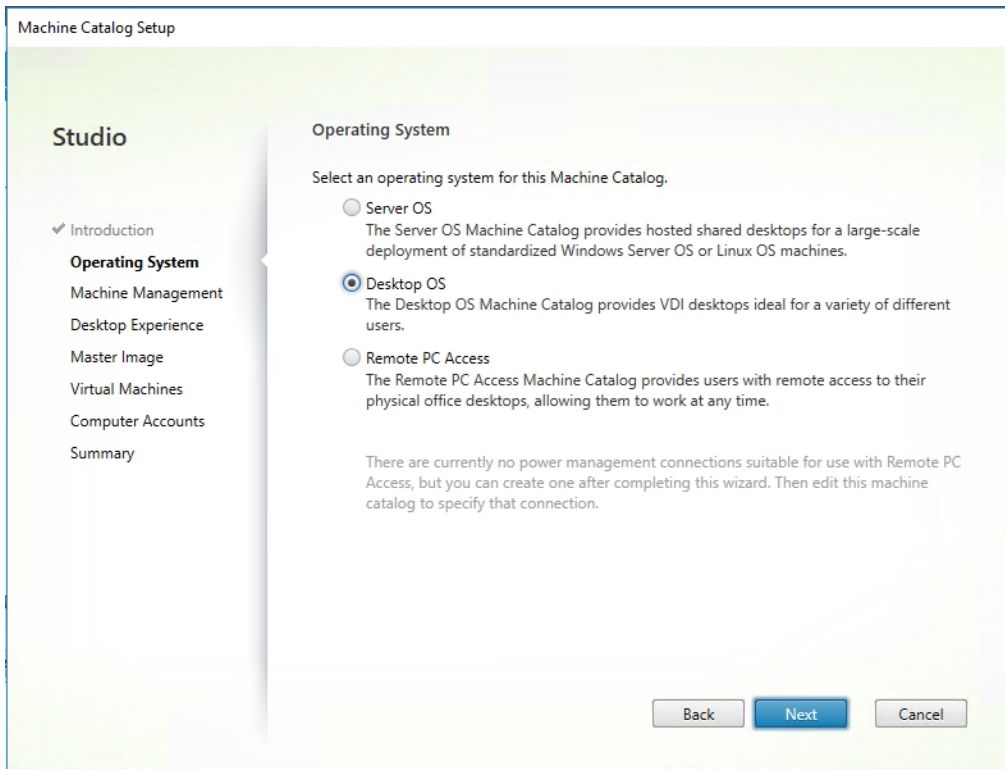 Machine Catalog Setup
Studio
Introduction
Operating System
Machine Management
Desktop Experience
Master Image
Virtual Machines
Computer Accounts
Summary
Operating System
Select an operating system for this Machine Catalog.
Server OS
The Server OS Machine Catalog provides hosted shared desktops for a large-scale
deployment of standardized Windows Server OS or Linux OS machines.
Desktop OS
The Desktop OS Machine Catalog provides VDI desktops ideal for a variety of different
users.
Remote PC Access
The Remote PC Access Machine Catalog provides users with remote access to their
physical office desktops, allowing them to work at any time.
There are currently no power management connections suitable for use with Remote PC
Access, but you can create one after completing this wizard. Then edit this machine
catalog to specify that connection.
Back
Next
Cancel